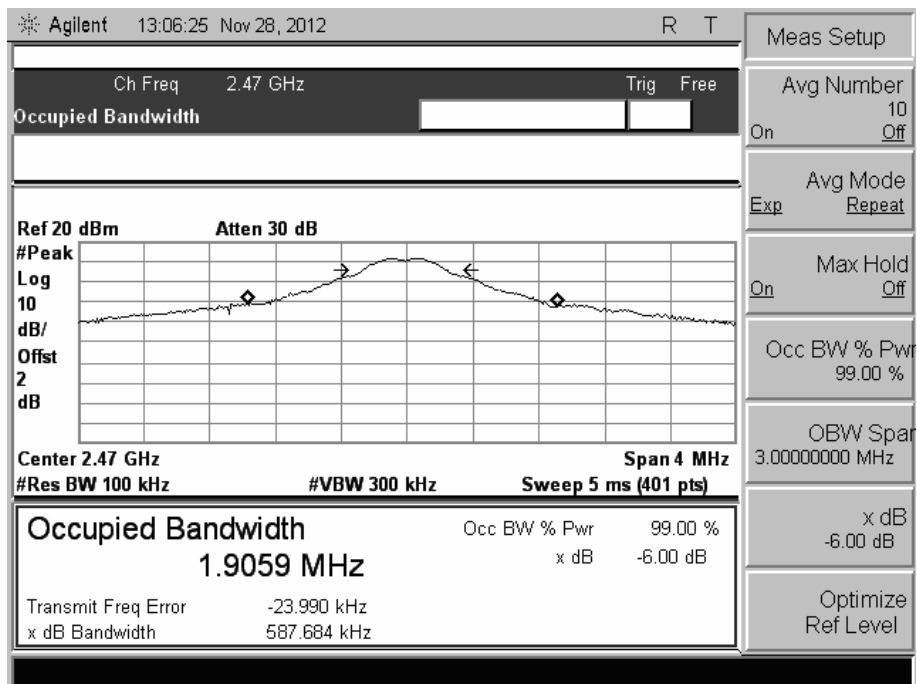 Agilent 13:06:25 Nov 28, 2012 R T
Ch Freq 2.47 GHz Trig Free
Occupied Bandwidth
Ref 20 dBm Atten 30 dB
#Peak
Log
10
dB/
Offst
2
dB
Center 2.47 GHz Span 4 MHz
#Res BW 100 kHz #VBW 300 kHz Sweep 5 ms (401 pts)
Occupied Bandwidth
1.9059 MHz
Occ BW % Pwr 99.00 %
x dB -6.00 dB
Transmit Freq Error -23.990 kHz
x dB Bandwidth 587.684 kHz
Meas Setup
Avg Number
10
On Off
Avg Mode
Exp Repeat
Max Hold
On Off
Occ BW % Pwr
99.00 %
OBW Span
3.00000000 MHz
x dB
-6.00 dB
Optimize
Ref Level